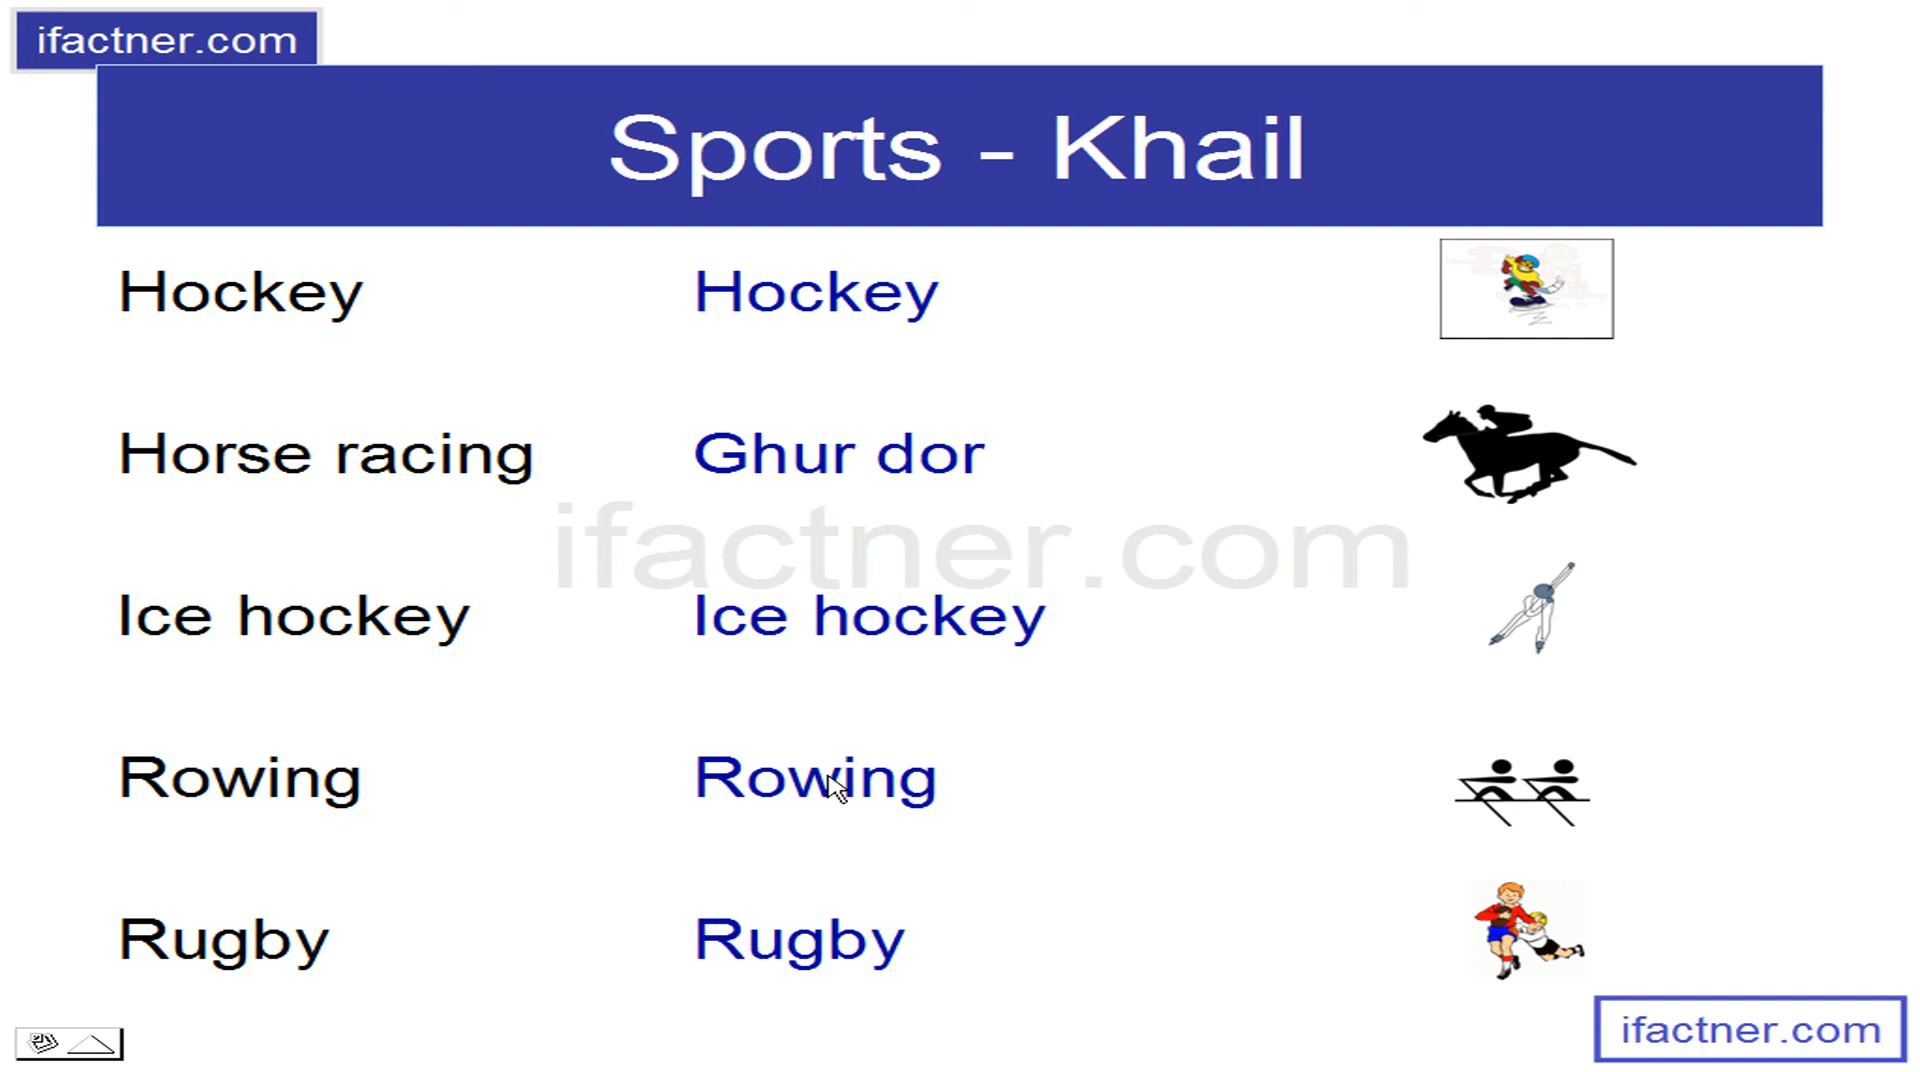 ifactner.com
Sports - Khail
Hockey Hockey
Horse racing Ghur dor
ifactner.com
Ice hockey Ice hockey
Rowing Rowing
Rugby Rugby
ifactner.com